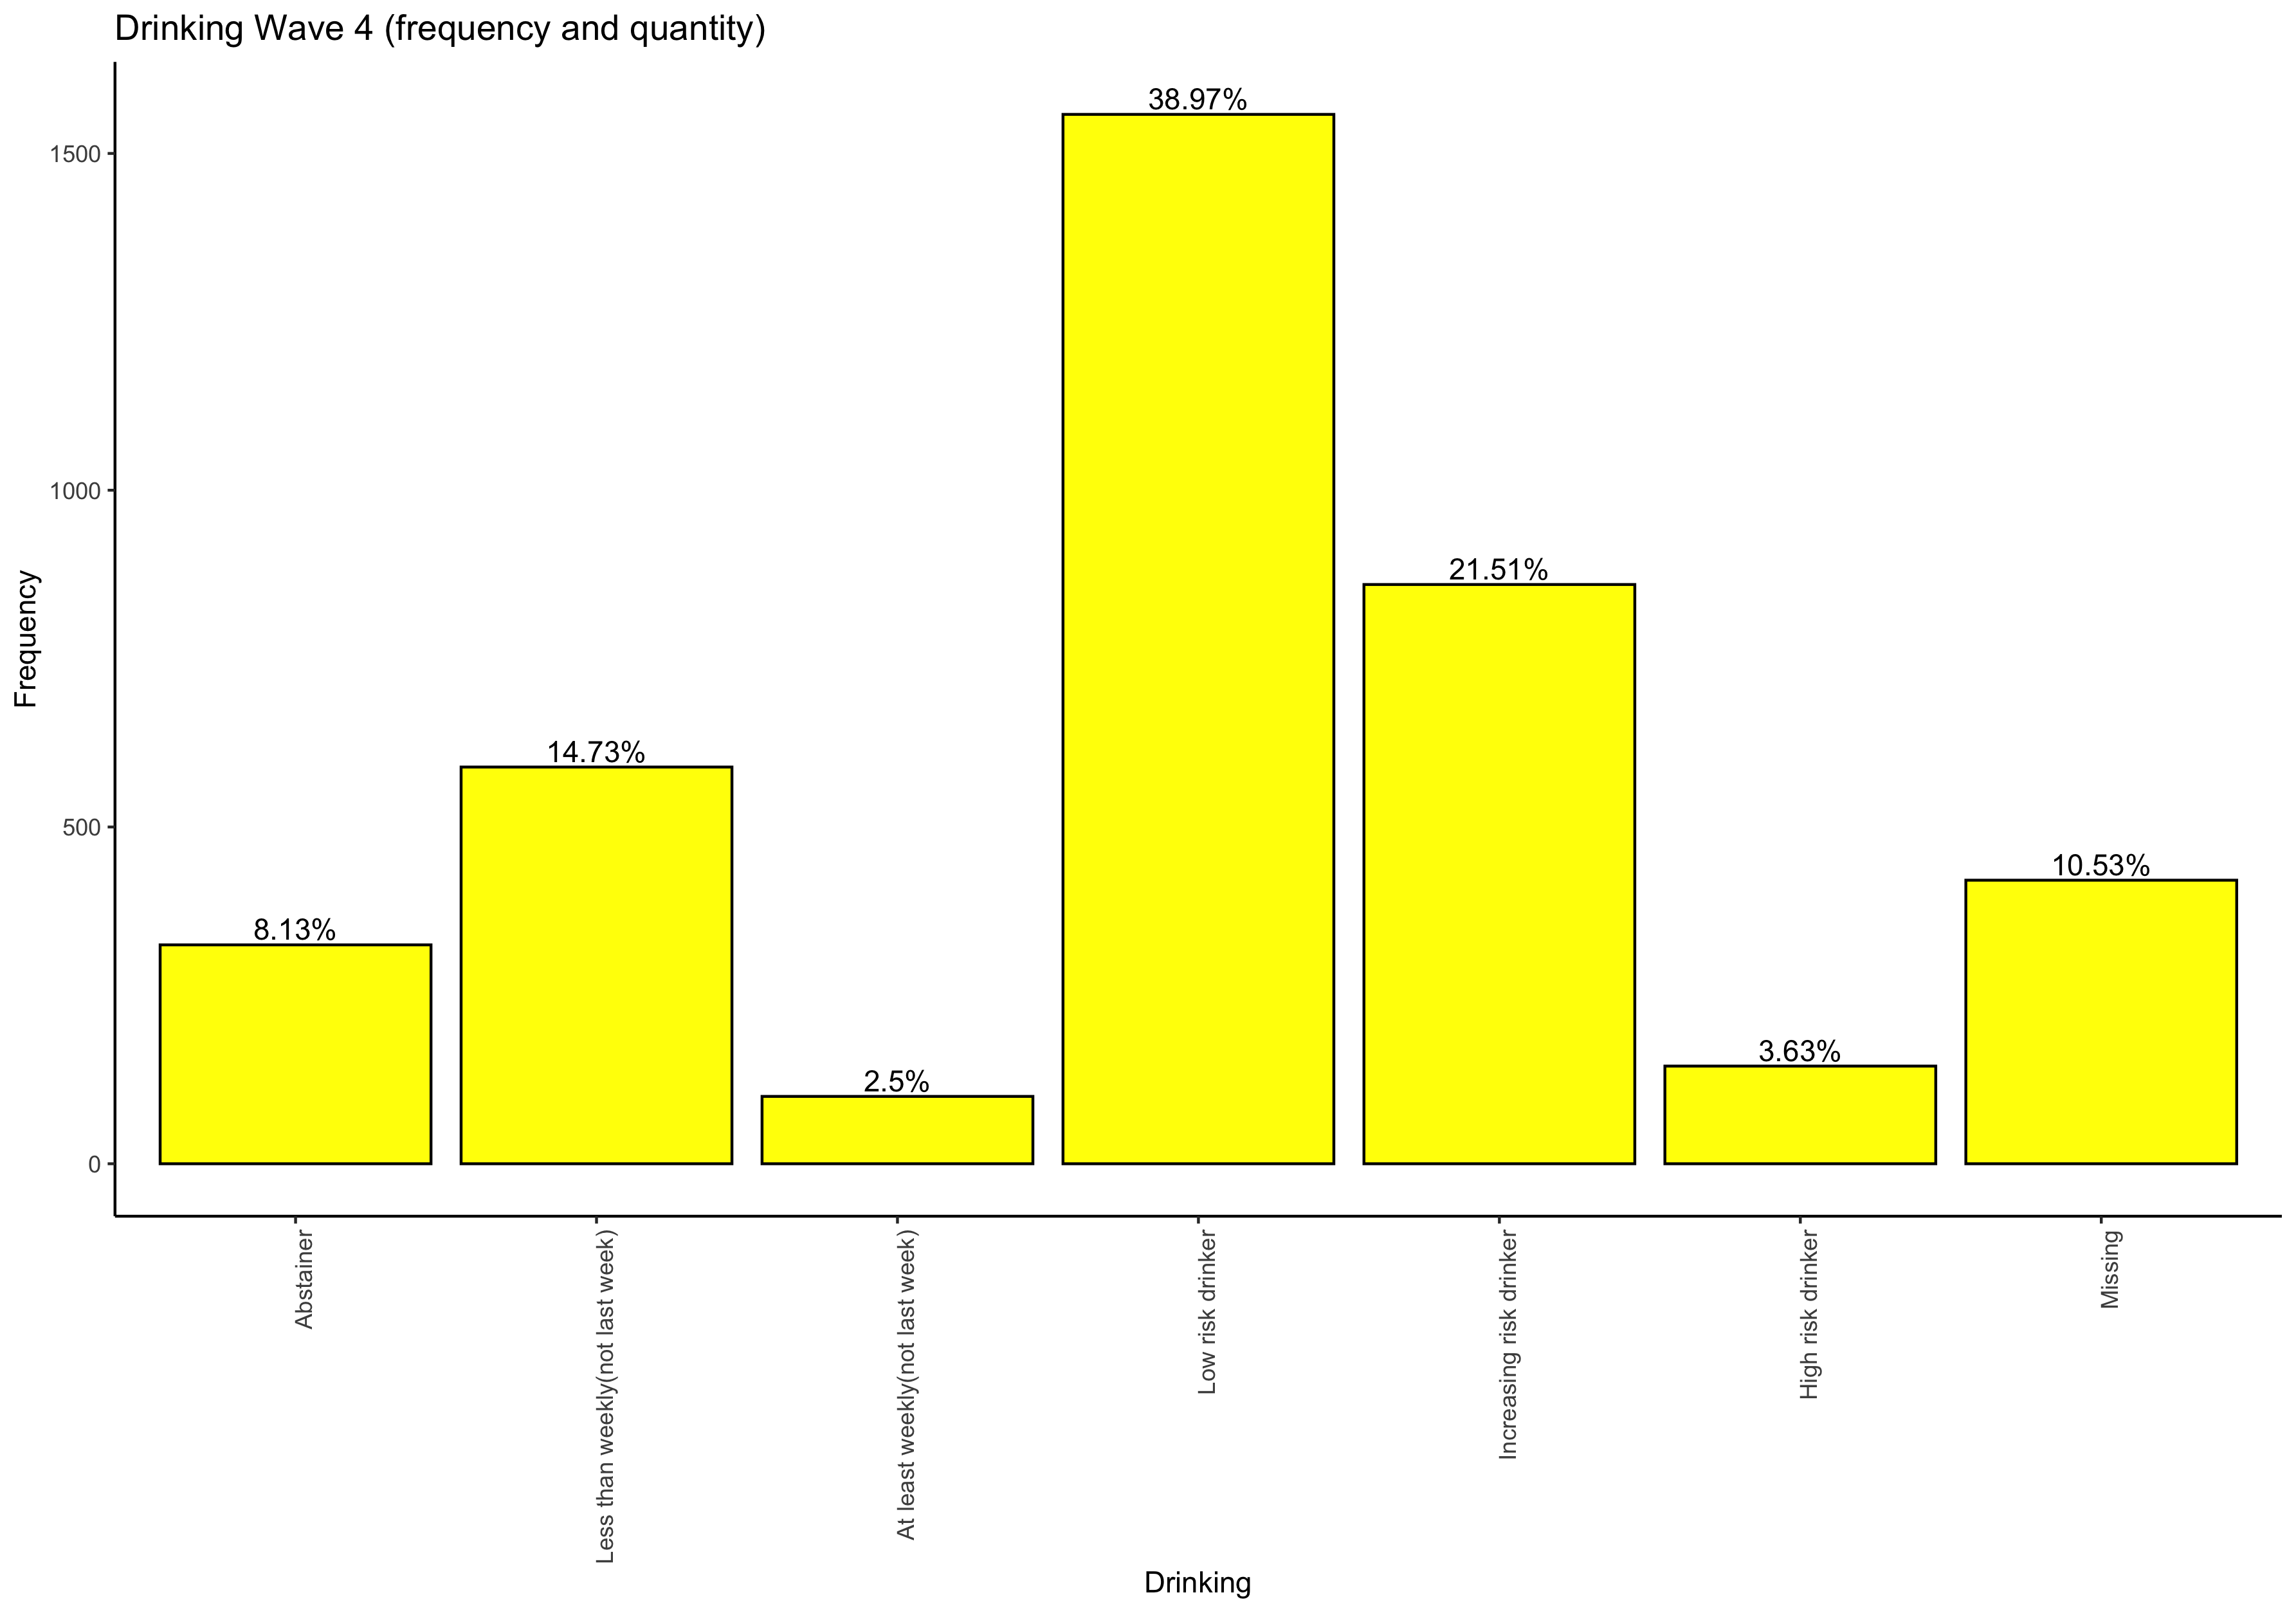 Drinking Wave 4 (frequency and quantity)
Frequency
1500
1000
500
0
8.13%
14.73%
2.5%
38.97%
21.51%
3.63%
10.53%
Abstainer
Less than weekly(not last week)
At least weekly(not last week)
Low risk drinker
Increasing risk drinker
High risk drinker
Missing
Drinking